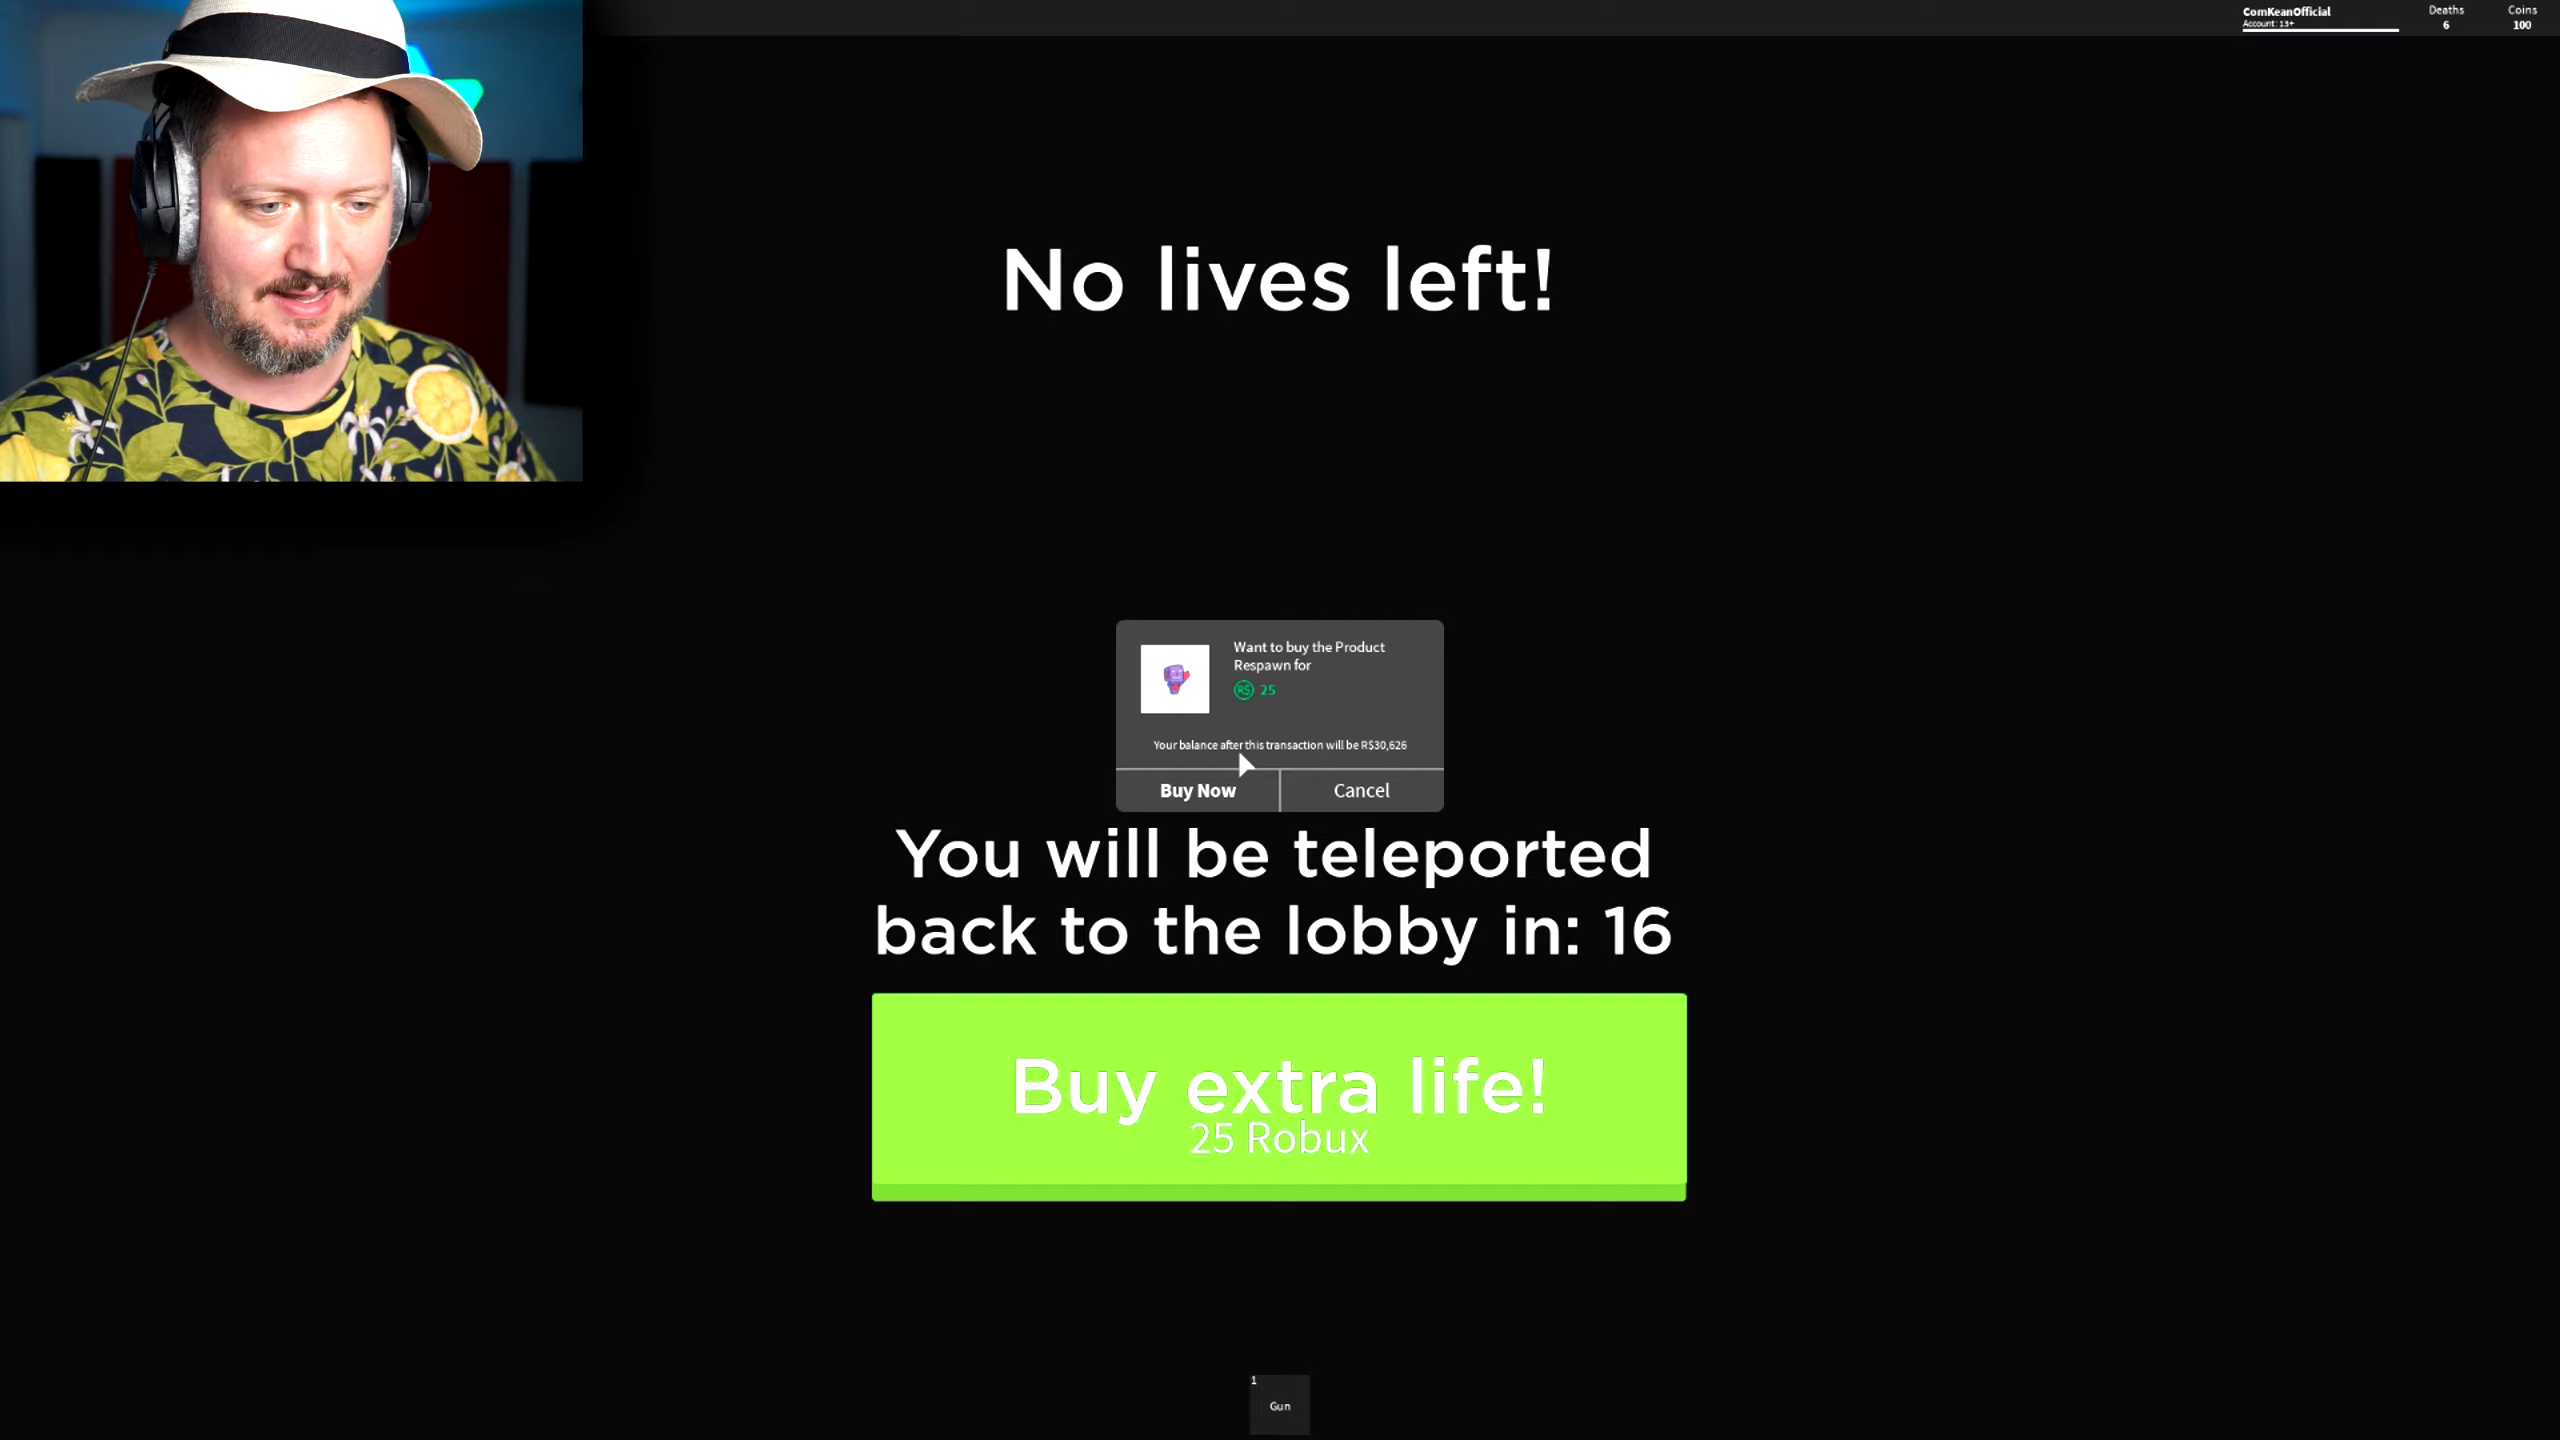 ComKeanOfficial
Account: 13+
Deaths
6
Coins
100
No lives left!
Want to buy the Product
Respawn for
R$ 25
Your balance after this transaction will be R$30,626
Buy Now
Cancel
You will be teleported
back to the lobby in: 16
Buy extra life!
25 Robux
1
Gun